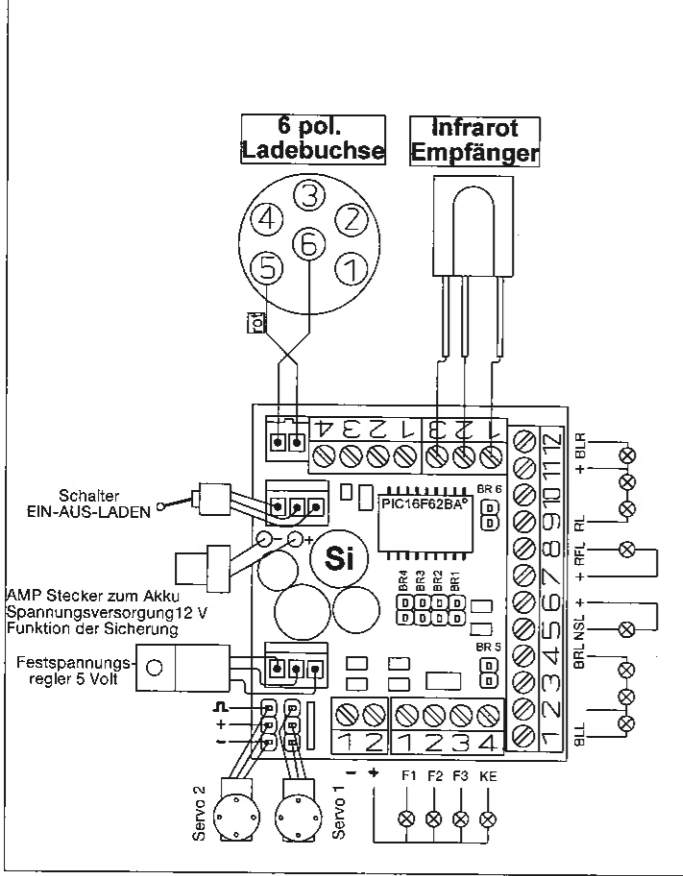 6 pol.
Ladebuchse
Infrarot
Empfänger
3
4
2
6
5
1
rot
4 3 2 1
3 2 1
Schalter
EIN-AUS-LADEN
PIC16F62BA°
BR 6
- +
Si
BR4
BR3
BR2
BR1
AMP Stecker zum Akku
Spannungsversorgung12 V
Funktion der Sicherung
Festspannungs-
regler 5 Volt
BR 5
12
11
10
9
8
7
6
5
4
3
2
1
BLR
+
RL
RFL
+
+
NSL
BRL
BLL
+
-
1 2
1 2 3 4
- +
F1 F2 F3 KE
Servo 2
Servo 1